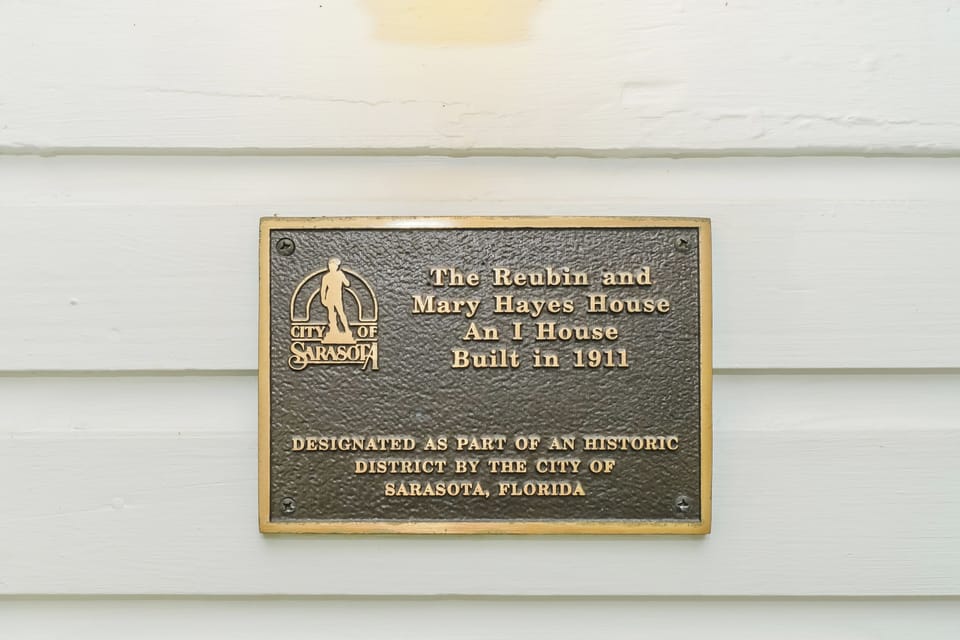 CITY OF
SARASOTA
The Reubin and
Mary Hayes House
An I House
Built in 1911
DESIGNATED AS PART OF AN HISTORIC
DISTRICT BY THE CITY OF
SARASOTA, FLORIDA